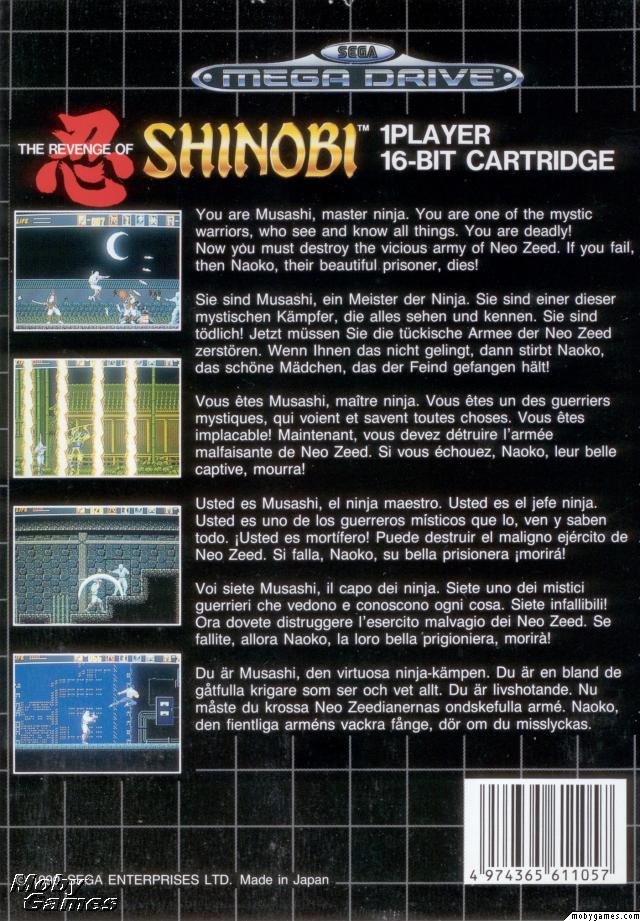 SEGA
MEGA DRIVE
THE REVENGE OF
忍
SHINOBI™
1PLAYER
16-BIT CARTRIDGE
You are Musashi, master ninja. You are one of the mystic
warriors, who see and know all things. You are deadly!
Now you must destroy the vicious army of Neo Zeed. If you fail,
then Naoko, their beautiful prisoner, dies!
Sie sind Musashi, ein Meister der Ninja. Sie sind einer dieser
mystischen Kämpfer, die alles sehen und kennen. Sie sind
tödlich! Jetzt müssen Sie die tückische Armee der Neo Zeed
zerstören. Wenn Ihnen das nicht gelingt, dann stirbt Naoko,
das schöne Mädchen, das der Feind gefangen hält!
Vous êtes Musashi, maître ninja. Vous êtes un des guerriers
mystiques, qui voient et savent toutes choses. Vous êtes
implacable! Maintenant, vous devez détruire l'armée
malfaisante de Neo Zeed. Si vous échouez, Naoko, leur belle
captive, mourra!
Usted es Musashi, el ninja maestro. Usted es el jefe ninja.
Usted es uno de los guerreros místicos que lo, ven y saben
todo. ¡Usted es mortífero! Puede destruir el maligno ejército de
Neo Zeed. Si falla, Naoko, su bella prisionera ¡morirá!
Voi siete Musashi, il capo dei ninja. Siete uno dei mistici
guerrieri che vedono e conoscono ogni cosa. Siete infallibili!
Ora dovete distruggere l'esercito malvagio dei Neo Zeed. Se
fallite, allora Naoko, la loro bella prigioniera, morirà!
Du är Musashi, den virtuosa ninja-kämpen. Du är en bland de
gåtfulla krigare som ser och vet allt. Du är livshotande. Nu
måste du krossa Neo Zeedianernas ondskefulla armé. Naoko,
den fientliga arméns vackra fånge, dör om du misslyckas.
LIFE
4 974365 611057
SEGA ENTERPRISES LTD. Made in Japan
Moby
Games
mobygames.com